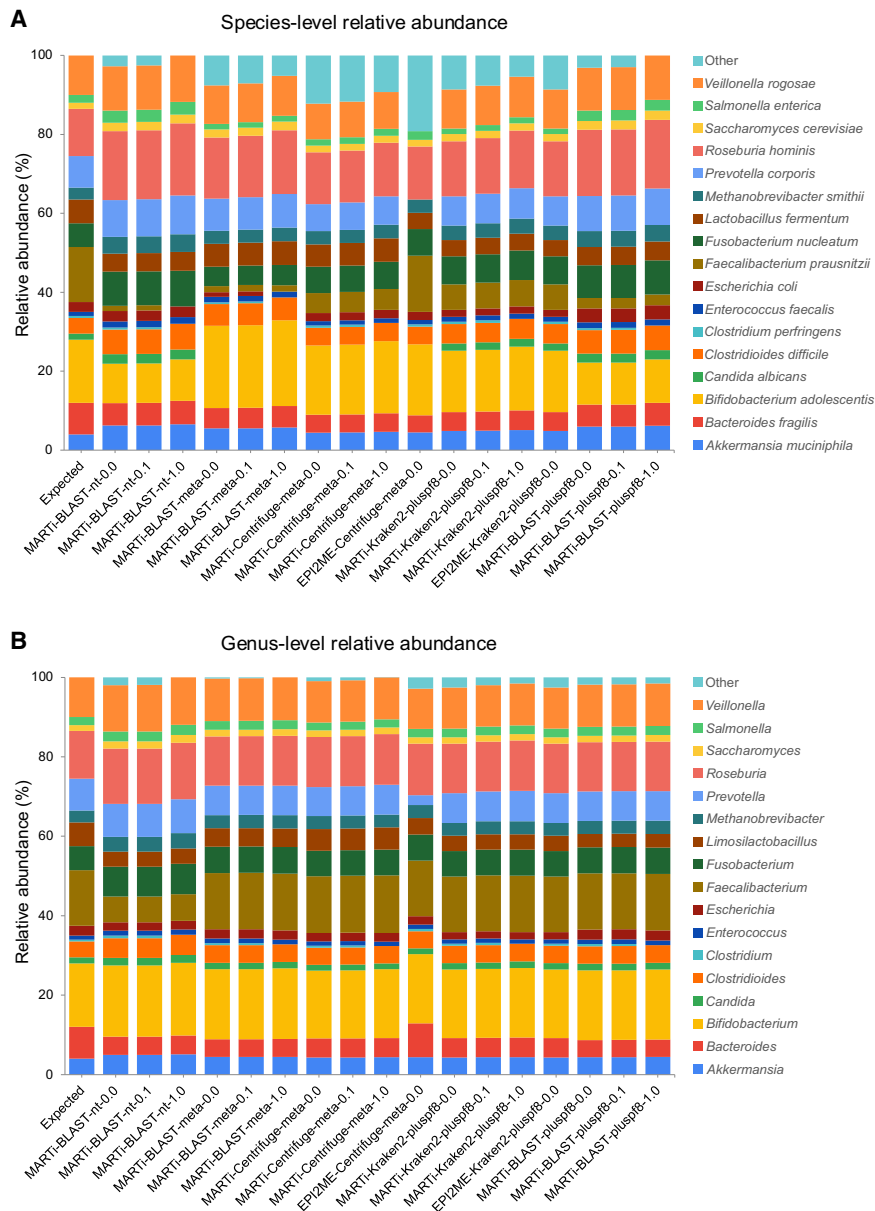 A
Species-level relative abundance
Relative abundance (%)
100
80
60
40
20
0
Other
Veillonella rogosae
Salmonella enterica
Saccharomyces cerevisiae
Roseburia hominis
Prevotella corporis
Methanobrevibacter smithii
Lactobacillus fermentum
Fusobacterium nucleatum
Faecalibacterium prausnitzii
Escherichia coli
Enterococcus faecalis
Clostridium perfringens
Clostridioides difficile
Candida albicans
Bifidobacterium adolescentis
Bacteroides fragilis
Akkermansia muciniphila
Expected
MARTi-BLAST-nt-0.0
MARTi-BLAST-nt-0.1
MARTi-BLAST-nt-1.0
MARTi-BLAST-meta-0.0
MARTi-BLAST-meta-0.1
MARTi-BLAST-meta-1.0
MARTi-Centrifuge-meta-0.0
MARTi-Centrifuge-meta-0.1
MARTi-Centrifuge-meta-1.0
EPI2ME-Centrifuge-meta-0.0
MARTi-Kraken2-pluspf8-0.0
MARTi-Kraken2-pluspf8-0.1
MARTi-Kraken2-pluspf8-1.0
EPI2ME-Kraken2-pluspf8-0.0
MARTi-BLAST-pluspf8-0.0
MARTi-BLAST-pluspf8-0.1
MARTi-BLAST-pluspf8-1.0
B
Genus-level relative abundance
Relative abundance (%)
100
80
60
40
20
0
Other
Veillonella
Salmonella
Saccharomyces
Roseburia
Prevotella
Methanobrevibacter
Limosilactobacillus
Fusobacterium
Faecalibacterium
Escherichia
Enterococcus
Clostridium
Clostridioides
Candida
Bifidobacterium
Bacteroides
Akkermansia
Expected
MARTi-BLAST-nt-0.0
MARTi-BLAST-nt-0.1
MARTi-BLAST-nt-1.0
MARTi-BLAST-meta-0.0
MARTi-BLAST-meta-0.1
MARTi-BLAST-meta-1.0
MARTi-Centrifuge-meta-0.0
MARTi-Centrifuge-meta-0.1
MARTi-Centrifuge-meta-1.0
EPI2ME-Centrifuge-meta-0.0
MARTi-Kraken2-pluspf8-0.0
MARTi-Kraken2-pluspf8-0.1
MARTi-Kraken2-pluspf8-1.0
EPI2ME-Kraken2-pluspf8-0.0
MARTi-BLAST-pluspf8-0.0
MARTi-BLAST-pluspf8-0.1
MARTi-BLAST-pluspf8-1.0